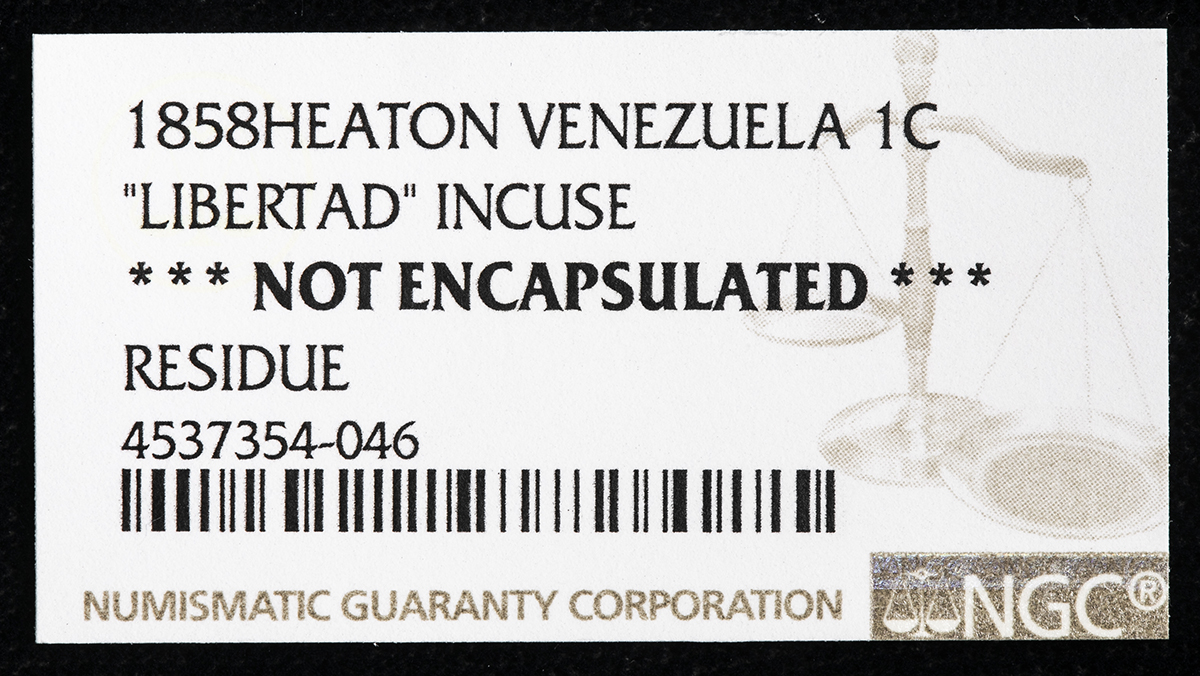 1858HEATON VENEZUELA 1C
"LIBERTAD" INCUSE
*** NOT ENCAPSULATED ***
RESIDUE
4537354-046
NUMISMATIC GUARANTY CORPORATION
NGC®